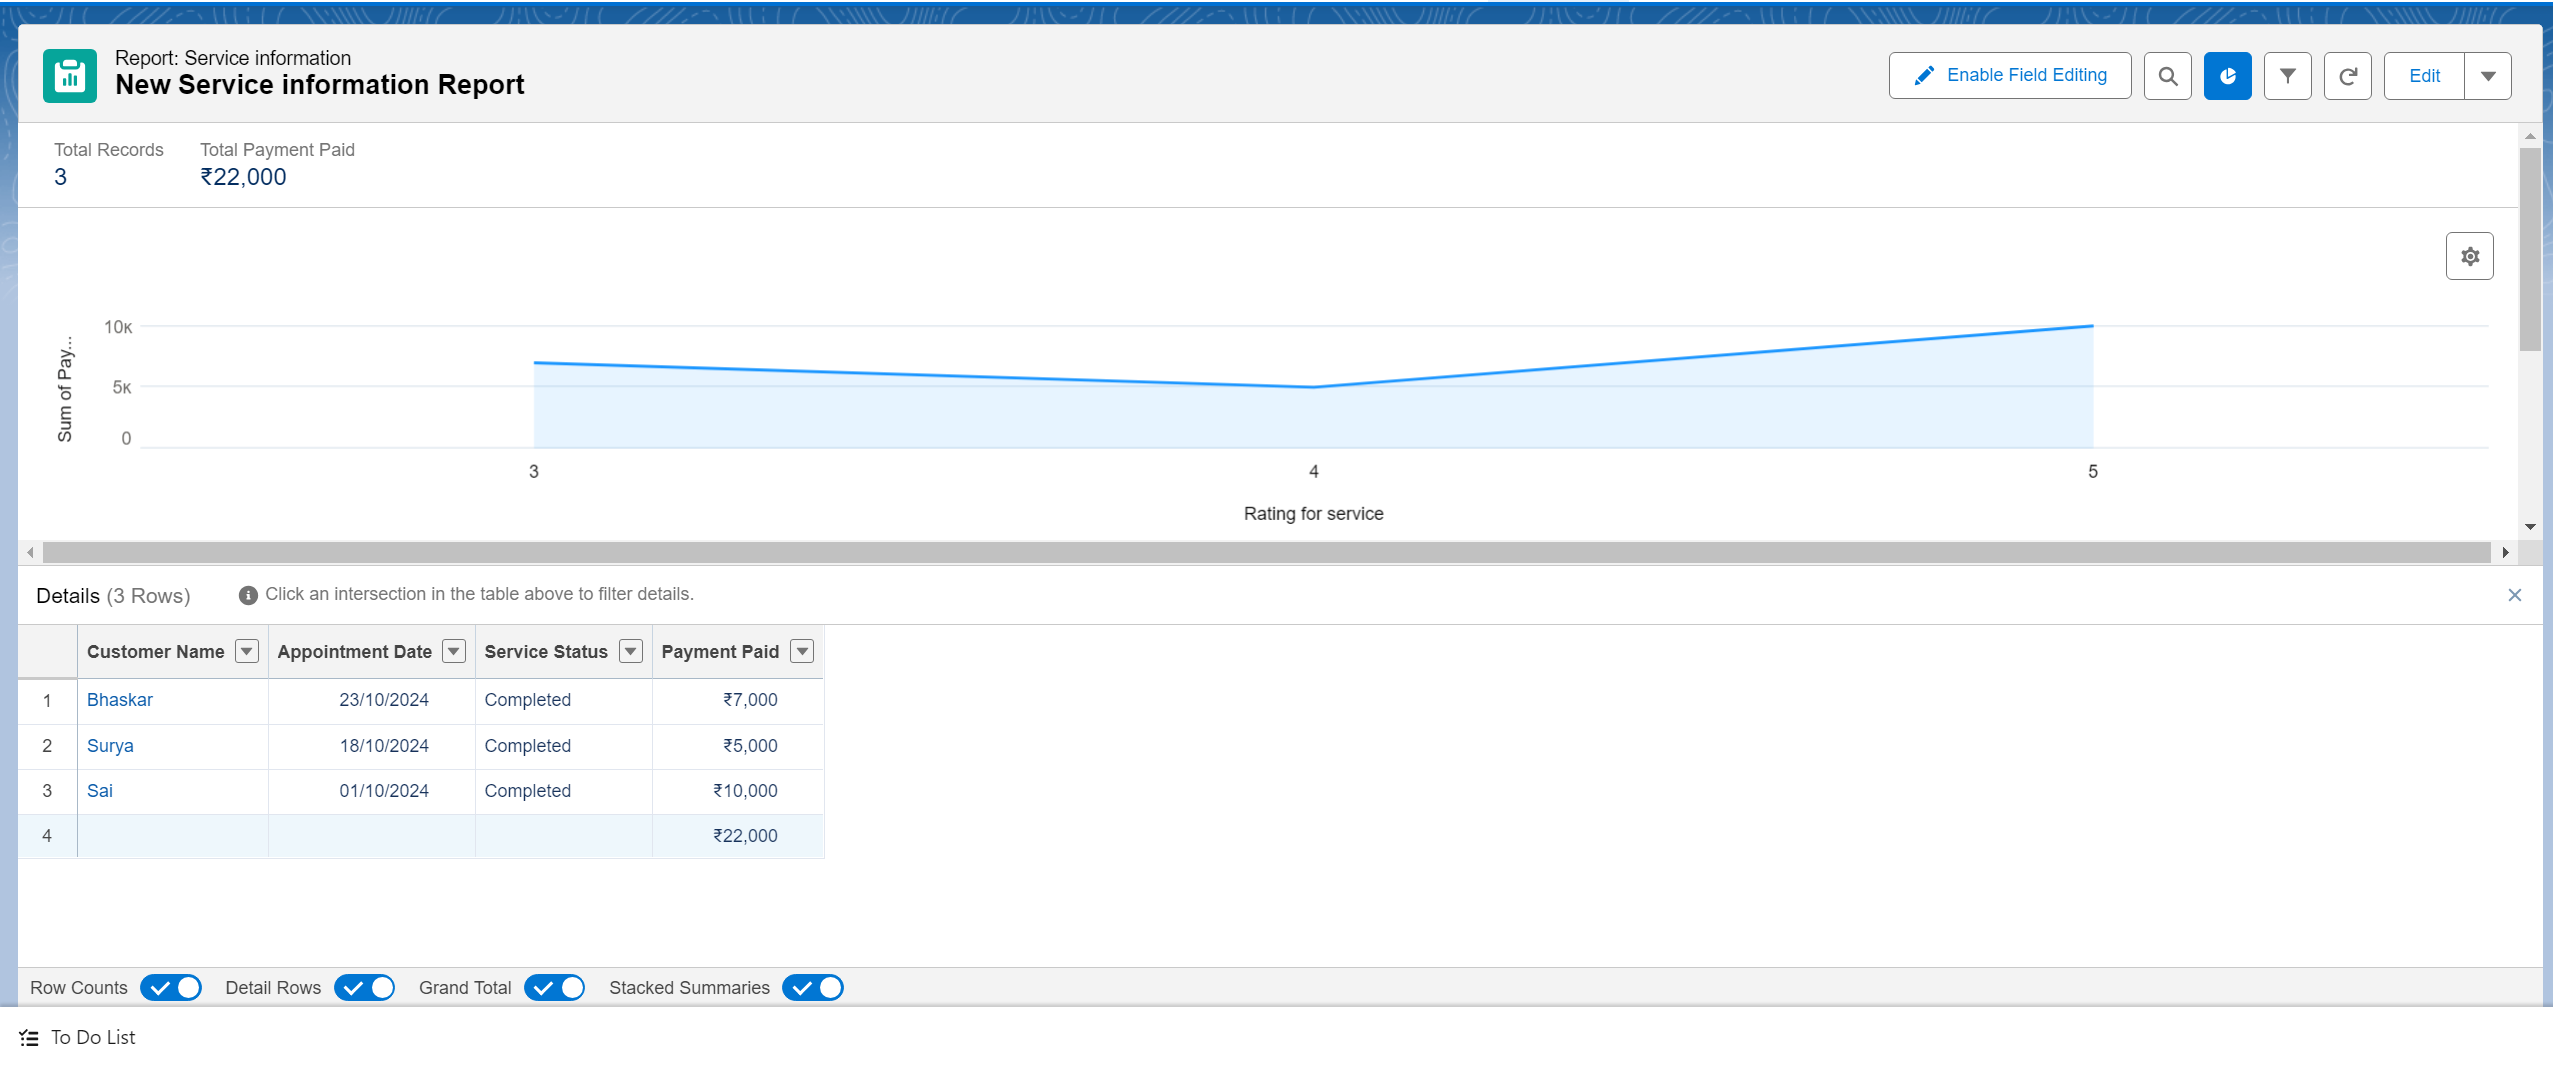 Report: Service information
New Service information Report
Enable Field Editing
Edit
Total Records
3
Total Payment Paid
₹22,000
Sum of Pay...
10K
5K
0
3 4 5
Rating for service
Details (3 Rows)
Click an intersection in the table above to filter details.
Customer Name Appointment Date Service Status Payment Paid
1 Bhaskar 23/10/2024 Completed ₹7,000
2 Surya 18/10/2024 Completed ₹5,000
3 Sai 01/10/2024 Completed ₹10,000
4 ₹22,000
Row Counts Detail Rows Grand Total Stacked Summaries
To Do List